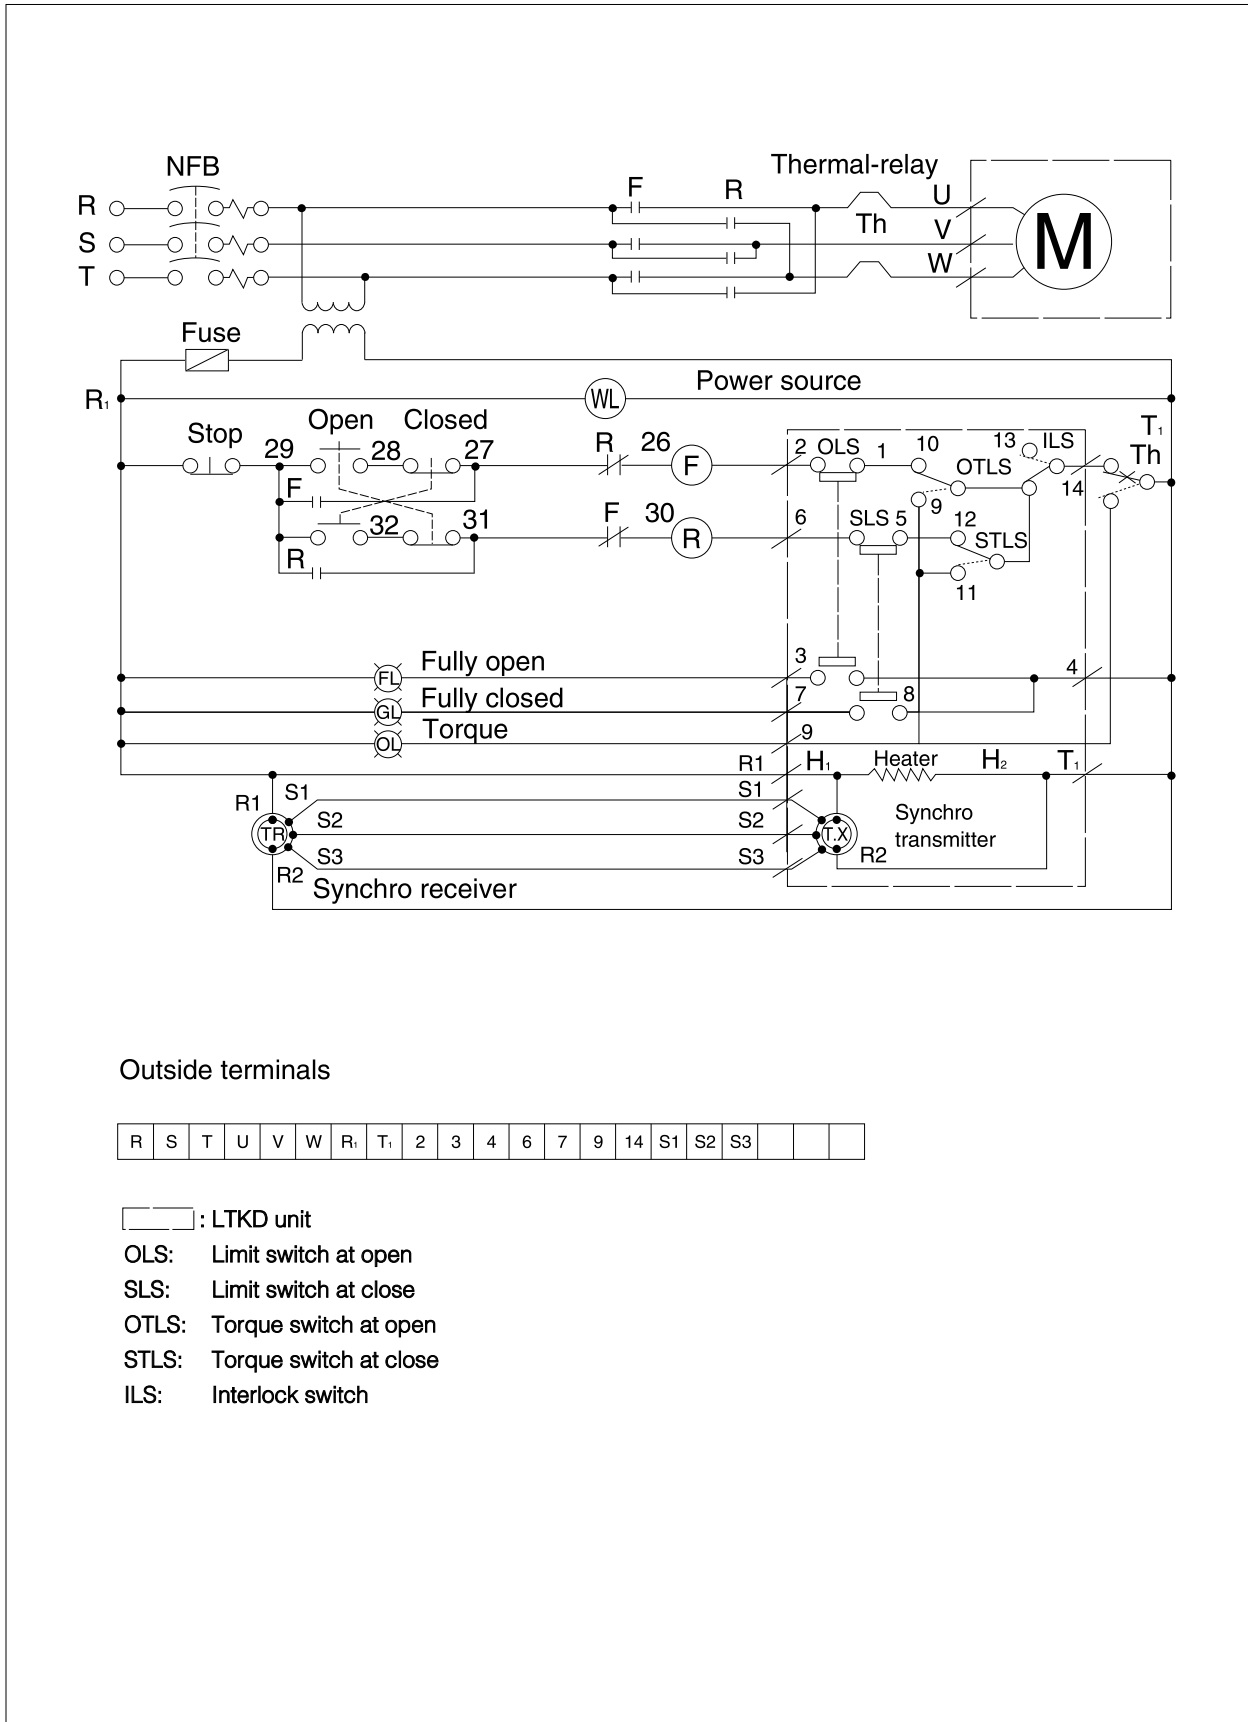 NFB
Thermal-relay
F
R
R
U
Th
S
V
T
W
M
Fuse
R1
WL
Power source
Stop
29
Open
28
Closed
27
R
26
F
2
OLS
1
10
OTLS
13
ILS
T1
Th
14
F
9
32
31
F
30
R
6
SLS
5
12
STLS
R
11
FL
Fully open
3
4
GL
Fully closed
7
8
OL
Torque
9
R1
H1
Heater
H2
T1
R1
S1
S1
TR
S2
S2
T.X
Synchro
transmitter
S3
S3
R2
R2
Synchro receiver
Outside terminals
R S T U V W R1 T1 2 3 4 6 7 9 14 S1 S2 S3
: LTKD unit
OLS: Limit switch at open
SLS: Limit switch at close
OTLS: Torque switch at open
STLS: Torque switch at close
ILS: Interlock switch